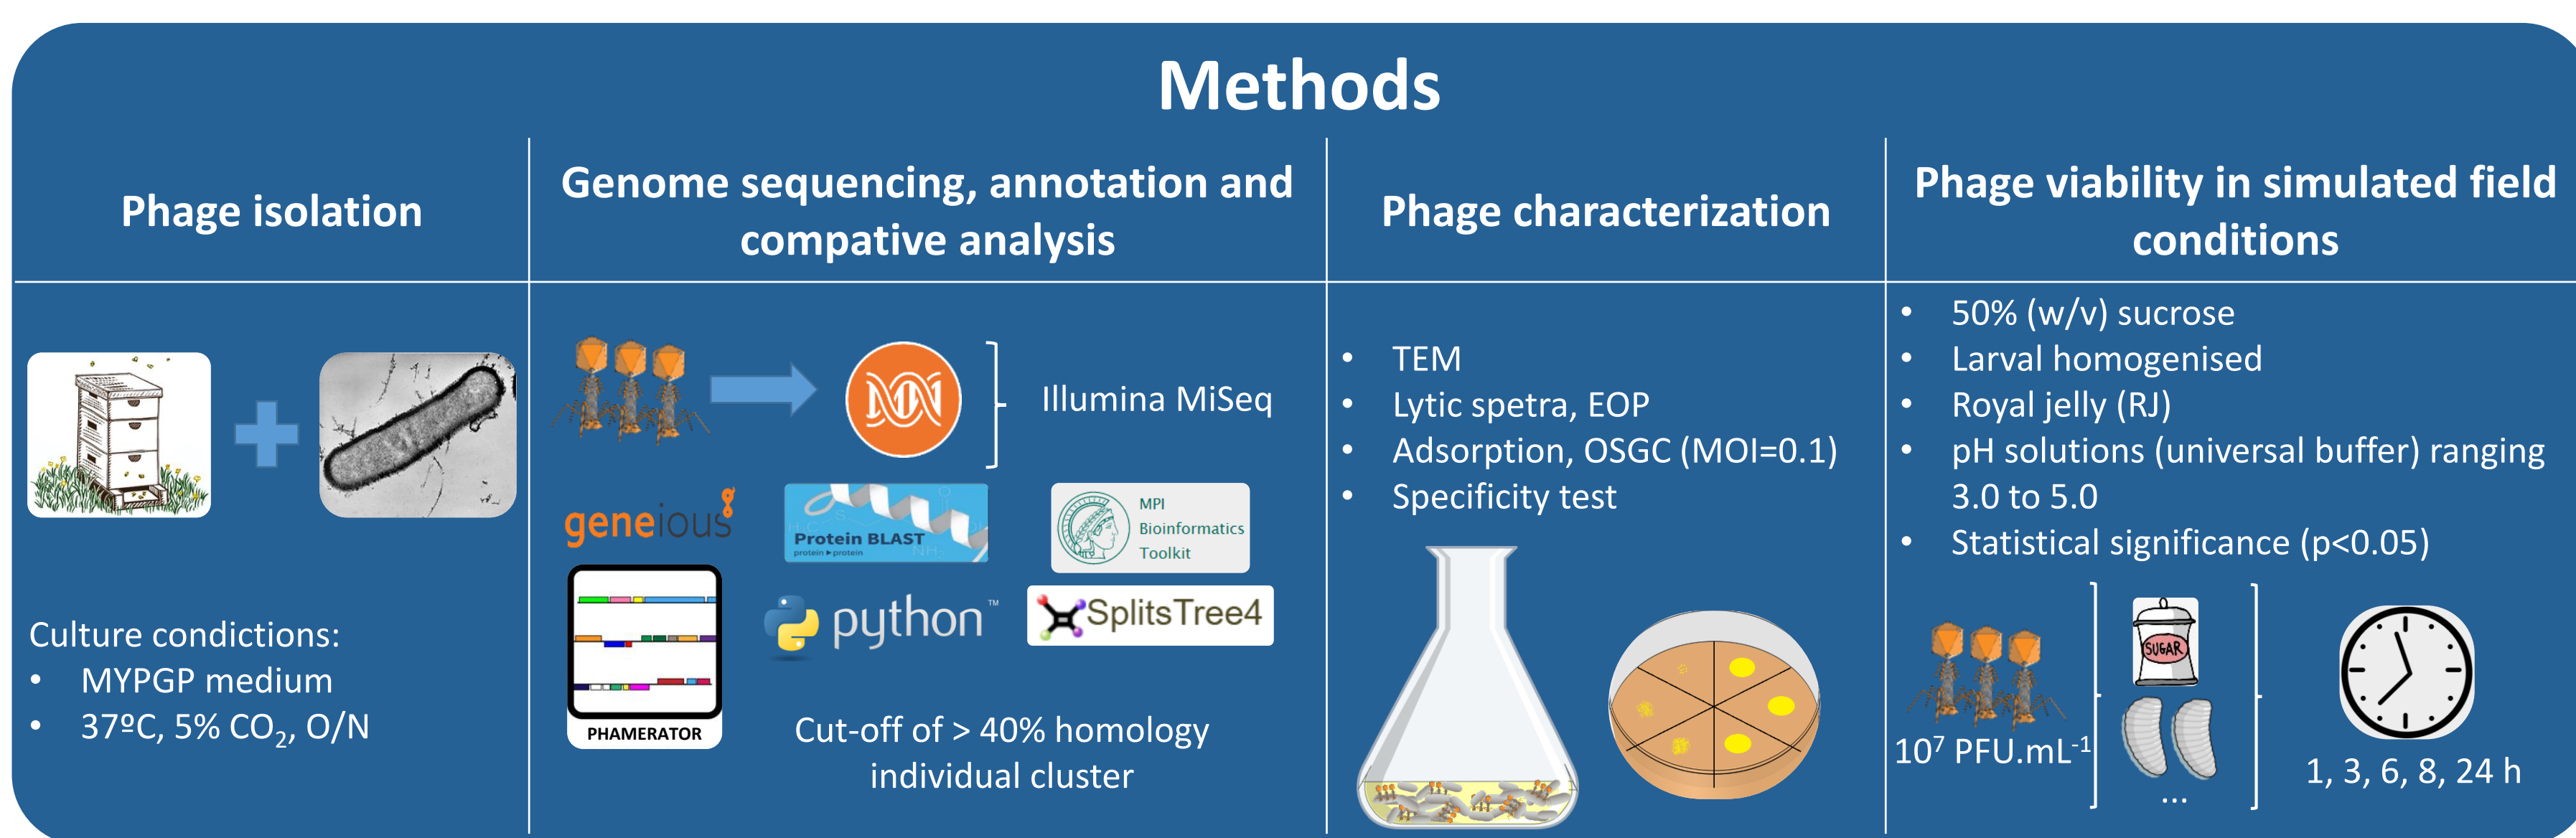 Methods
Phage isolation
Culture condictions:
• MYPGP medium
• 37ºC, 5% CO₂, O/N
Genome sequencing, annotation and
compative analysis
Illumina MiSeq
geneious
Protein BLAST
protein ▸ protein
MPI
Bioinformatics
Toolkit
PHAMERATOR
python™
SplitsTree4
Cut-off of > 40% homology
individual cluster
Phage characterization
• TEM
• Lytic spetra, EOP
• Adsorption, OSGC (MOI=0.1)
• Specificity test
Phage viability in simulated field
conditions
• 50% (w/v) sucrose
• Larval homogenised
• Royal jelly (RJ)
• pH solutions (universal buffer) ranging
3.0 to 5.0
• Statistical significance (p<0.05)
10⁷ PFU.mL⁻¹
SUGAR
...
1, 3, 6, 8, 24 h